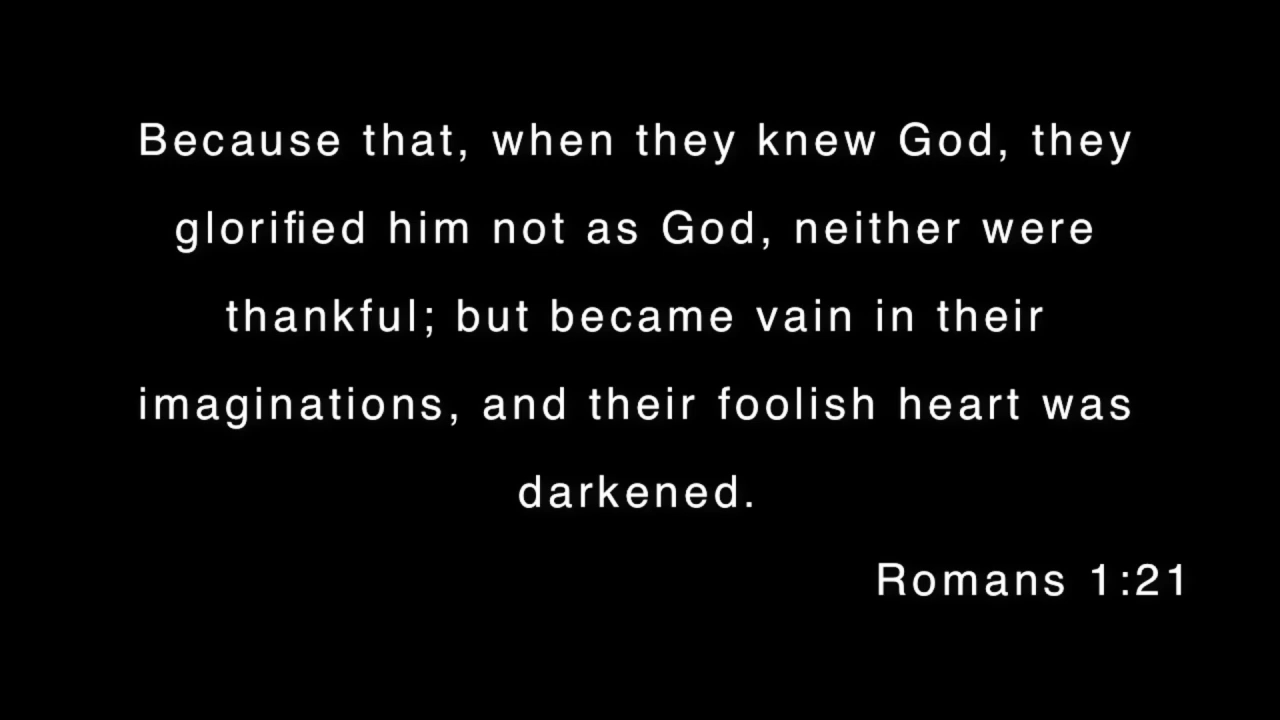 Because that, when they knew God, they
glorified him not as God, neither were
thankful; but became vain in their
imaginations, and their foolish heart was
darkened.
Romans 1:21